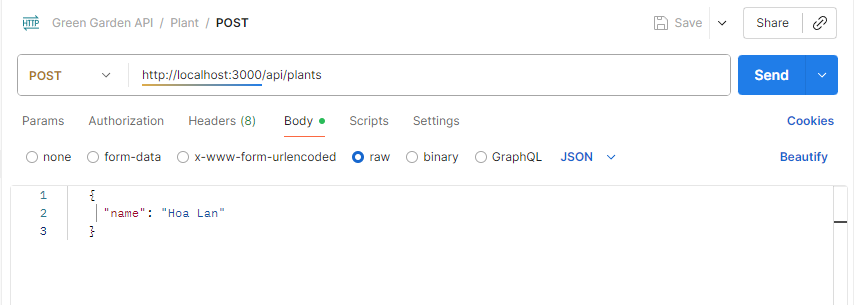 HTTP Green Garden API / Plant / POST Save Share
POST http://localhost:3000/api/plants Send
Params Authorization Headers (8) Body Scripts Settings Cookies
none form-data x-www-form-urlencoded raw binary GraphQL JSON Beautify
1 {
2 "name": "Hoa Lan"
3 }